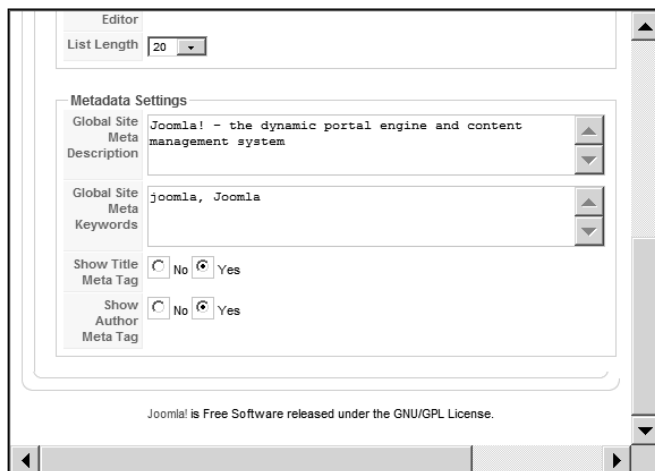 Editor
List Length 20
Metadata Settings
Global Site Joomla! - the dynamic portal engine and content
Meta management system
Description
Global Site joomla, Joomla
Meta
Keywords
Show Title No Yes
Meta Tag
Show No Yes
Author
Meta Tag
Joomla! is Free Software released under the GNU/GPL License.